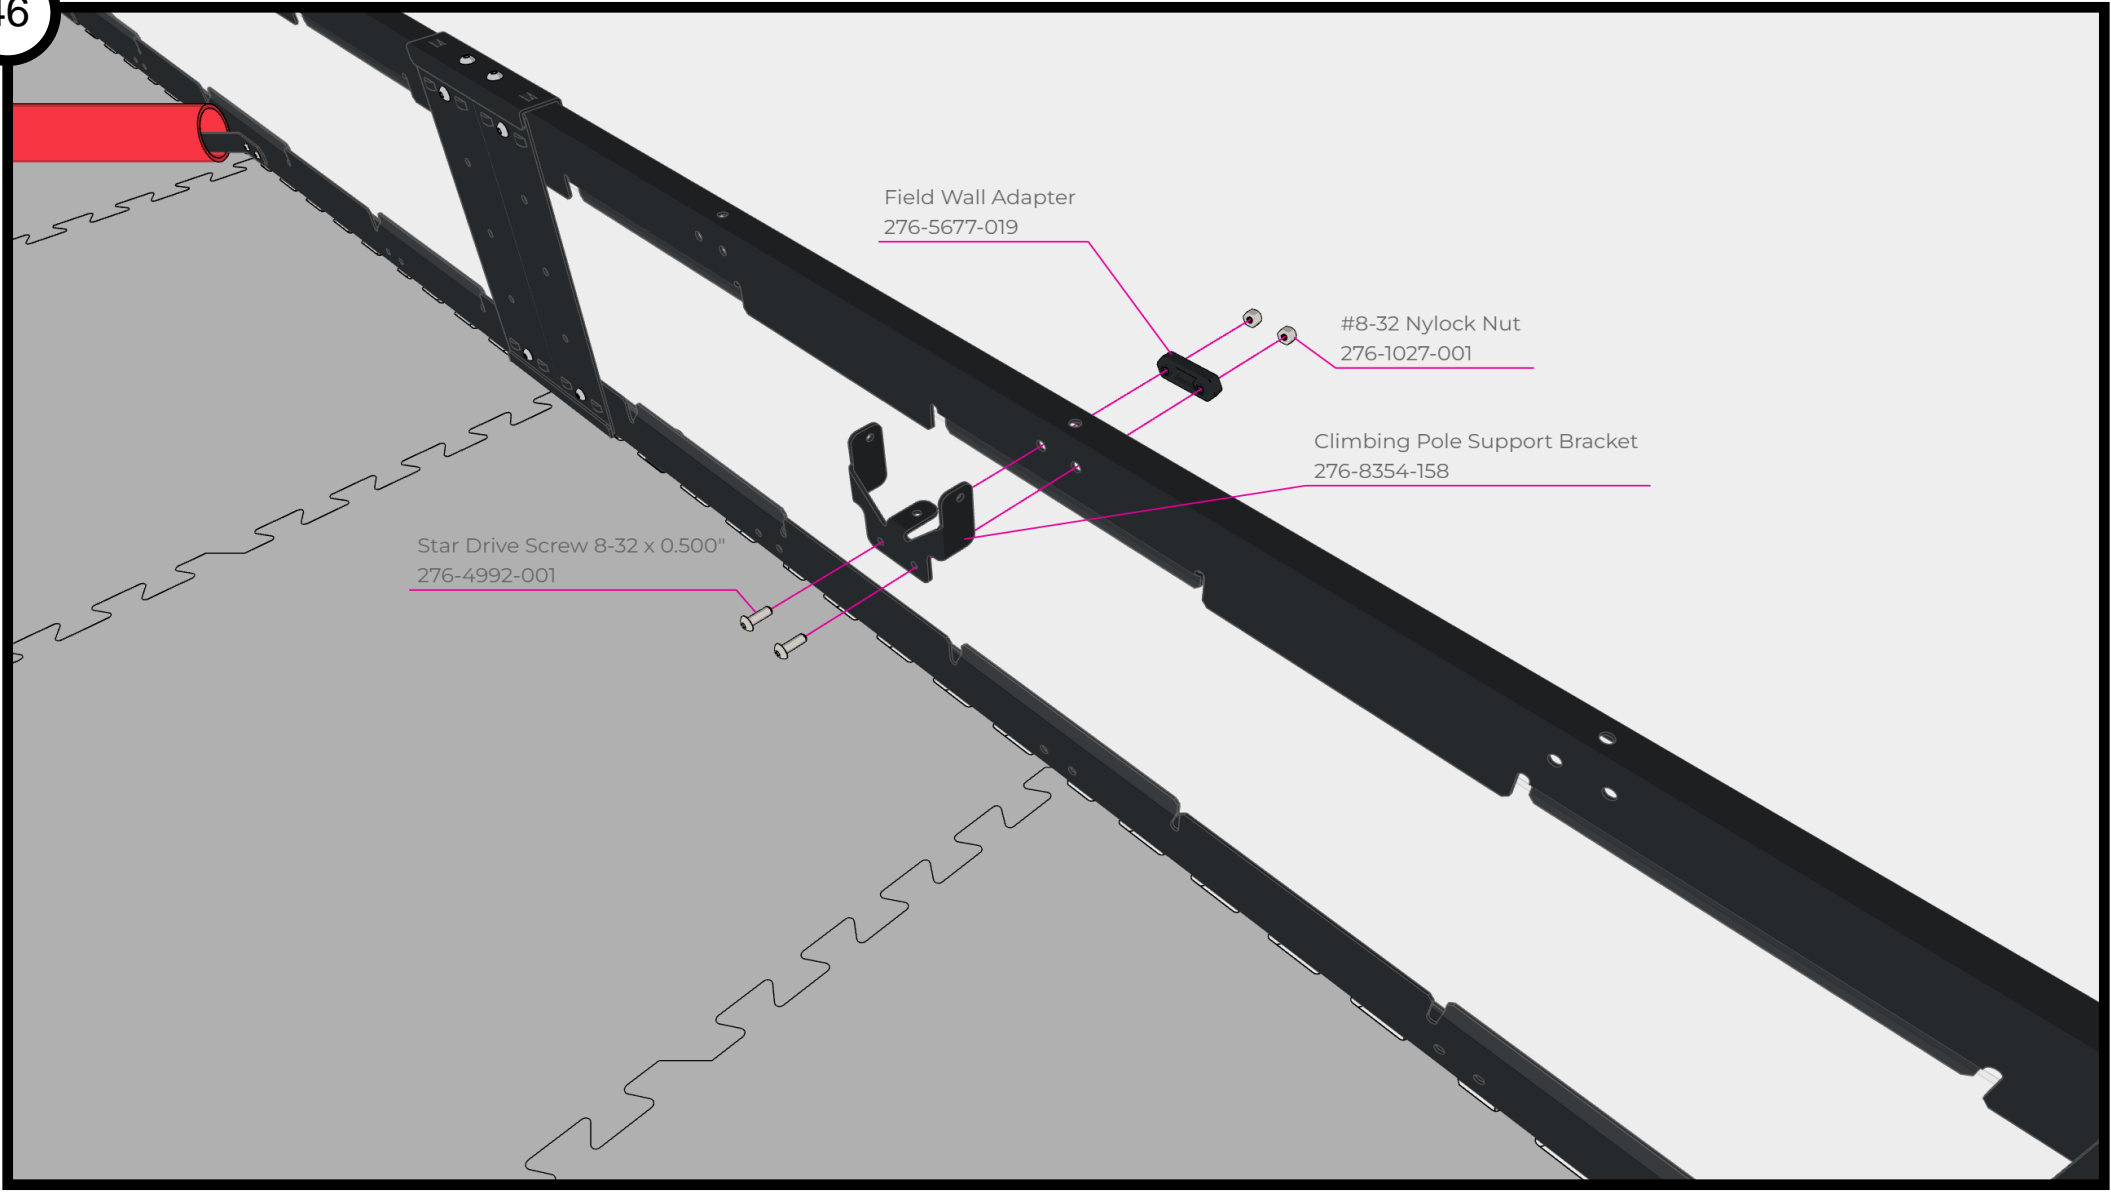 46
Field Wall Adapter
276-5677-019
#8-32 Nylock Nut
276-1027-001
Climbing Pole Support Bracket
276-8354-158
Star Drive Screw 8-32 x 0.500"
276-4992-001